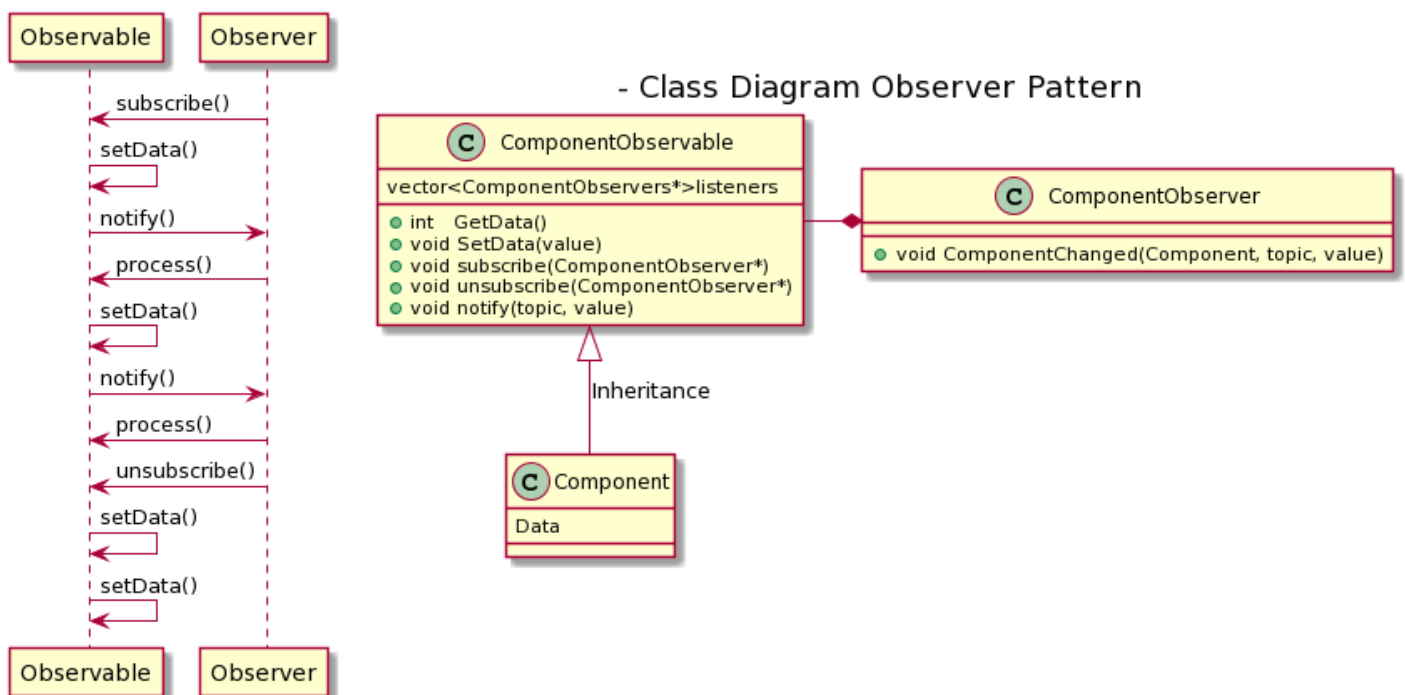 Observable
Observer
subscribe()
setData()
notify()
process()
setData()
notify()
process()
unsubscribe()
setData()
setData()
Observable
Observer
- Class Diagram Observer Pattern
C ComponentObservable
vector<ComponentObservers*>listeners
int GetData()
void SetData(value)
void subscribe(ComponentObserver*)
void unsubscribe(ComponentObserver*)
void notify(topic, value)
C ComponentObserver
void ComponentChanged(Component, topic, value)
Inheritance
C Component
Data